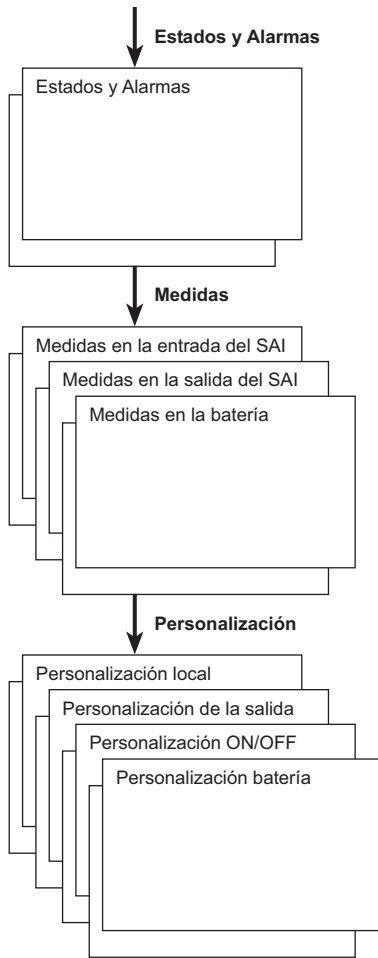 Estados y Alarmas
Estados y Alarmas
Medidas
Medidas en la entrada del SAI
Medidas en la salida del SAI
Medidas en la batería
Personalización
Personalización local
Personalización de la salida
Personalización ON/OFF
Personalización batería